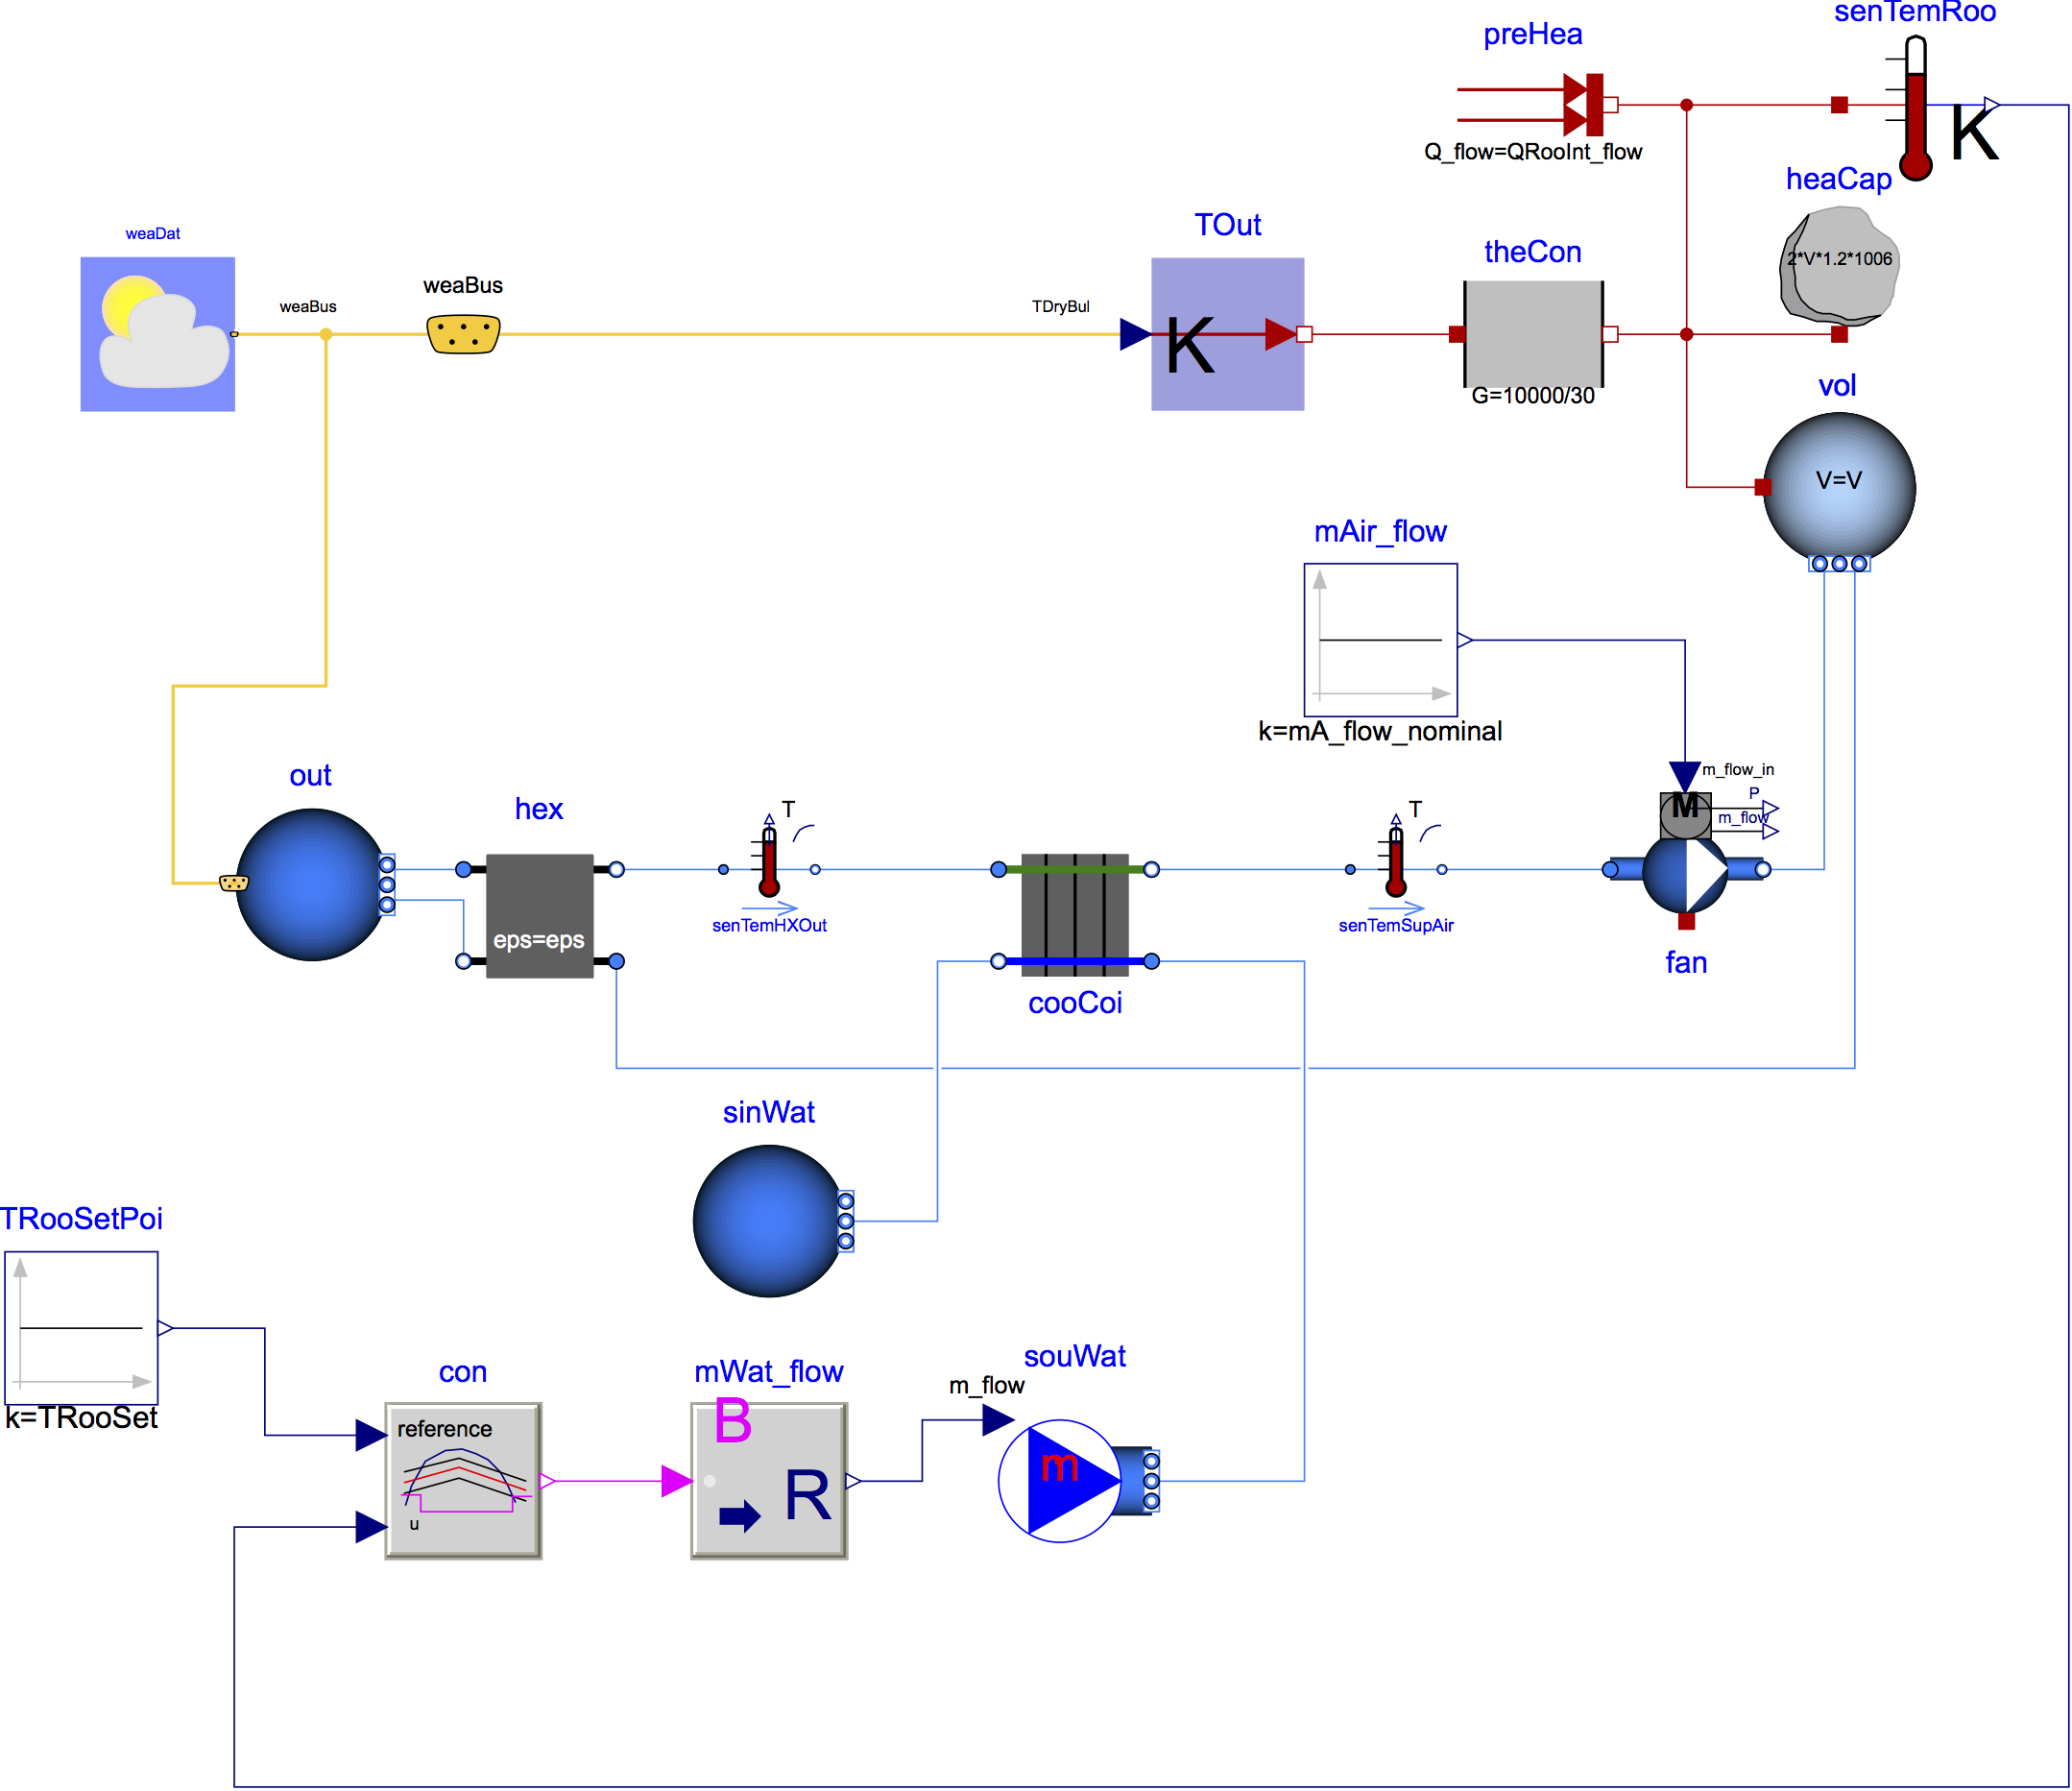 senTemRoo
preHea
K
Q_flow=QRooInt_flow
heaCap
weaDat
TOut
theCon
2*V*1.2*1006
weaBus
weaBus
TDryBul
K
G=10000/30
vol
V=V
mAir_flow
k=mA_flow_nominal
out
hex
T
T
m_flow_in
P
M
m_flow
eps=eps
senTemHXOut
senTemSupAir
fan
cooCoi
sinWat
TRooSetPoi
k=TRooSet
con
mWat_flow
souWat
m_flow
reference
B
m
R
u